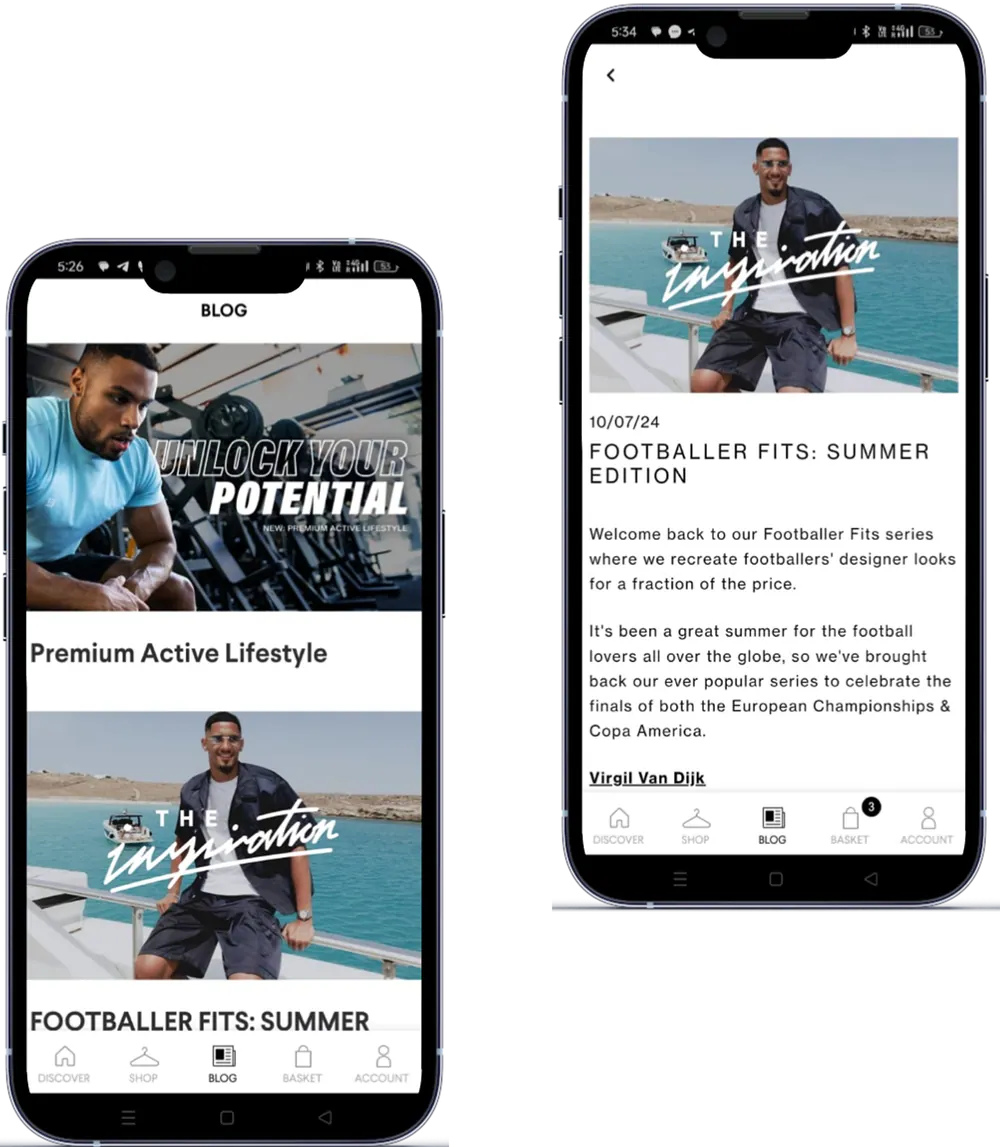 5:26
53
BLOG
UNLOCK YOUR
POTENTIAL
NEW: PREMIUM ACTIVE LIFESTYLE
Premium Active Lifestyle
THE
inspiration
FOOTBALLER FITS: SUMMER
DISCOVER SHOP BLOG BASKET ACCOUNT
5:34
53
THE
inspiration
10/07/24
FOOTBALLER FITS: SUMMER
EDITION
Welcome back to our Footballer Fits series
where we recreate footballers' designer looks
for a fraction of the price.
It's been a great summer for the football
lovers all over the globe, so we've brought
back our ever popular series to celebrate the
finals of both the European Championships &
Copa America.
Virgil Van Dijk
3
DISCOVER SHOP BLOG BASKET ACCOUNT